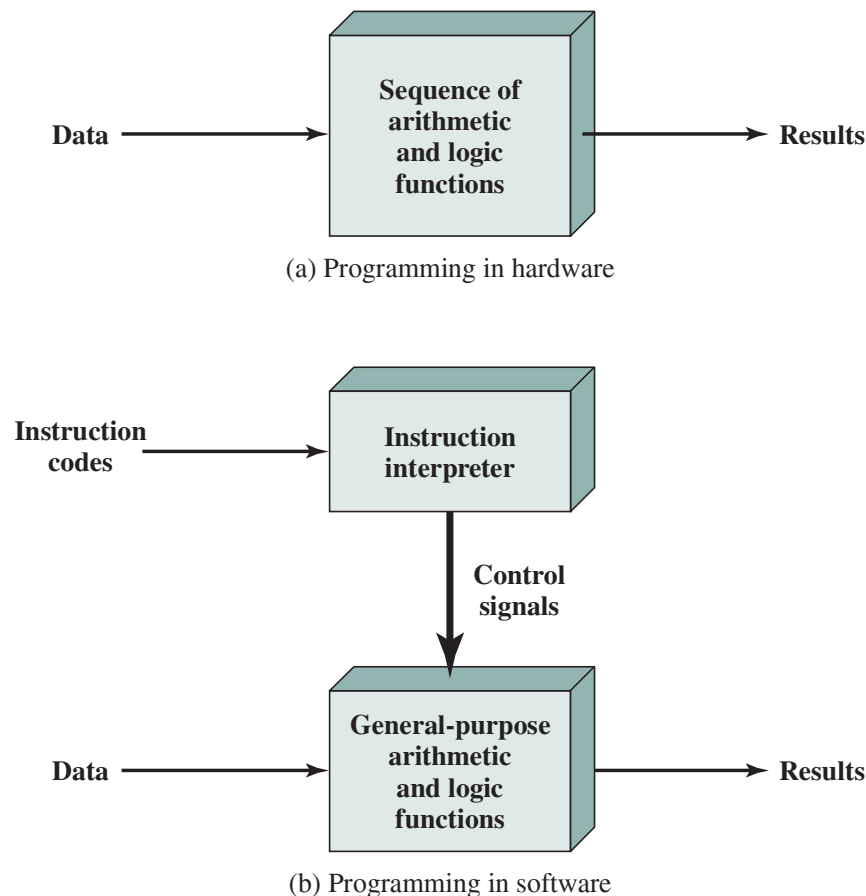 Data
Sequence of
arithmetic
and logic
functions
Results
(a) Programming in hardware
Instruction
codes
Instruction
interpreter
Control
signals
Data
General-purpose
arithmetic
and logic
functions
Results
(b) Programming in software